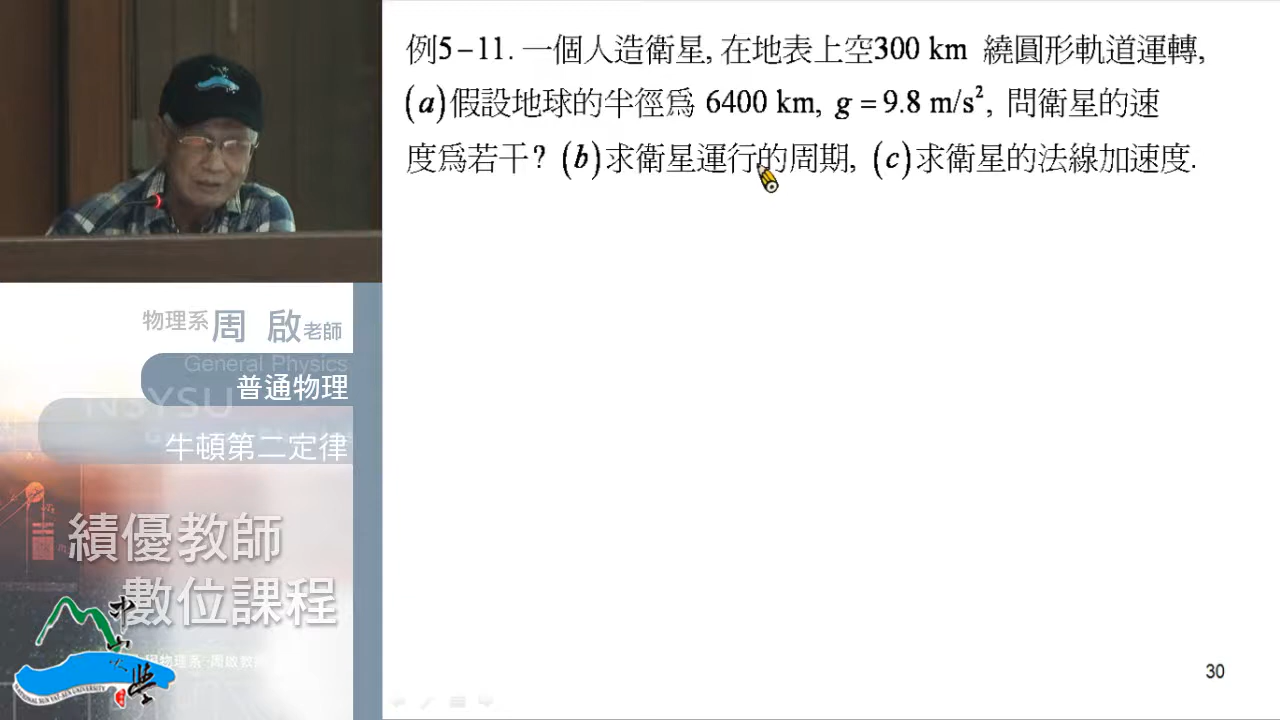 例5-11. 一個人造衛星, 在地表上空300 km 繞圓形軌道運轉,
(a)假設地球的半徑為 6400 km, g = 9.8 m/s², 問衛星的速
度為若干? (b)求衛星運行的周期, (c)求衛星的法線加速度.
物理系 周 啟 老師
General Physics
普通物理
NSYSU
牛頓第二定律
績優教師
數位課程
30